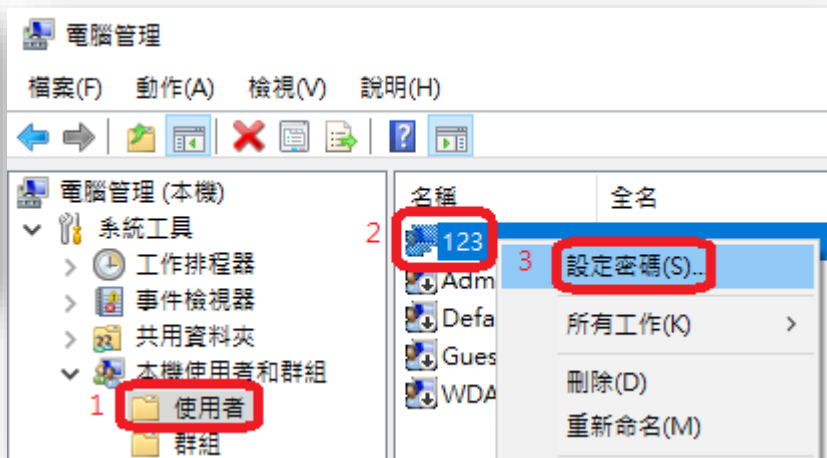 電腦管理
檔案(F) 動作(A) 檢視(V) 說明(H)
電腦管理 (本機)
系統工具
工作排程器
事件檢視器
共用資料夾
本機使用者和群組
1 使用者
群組
名稱 全名
2 123
Adm
Defa
Gues
WDA
3 設定密碼(S)...
所有工作(K)
刪除(D)
重新命名(M)